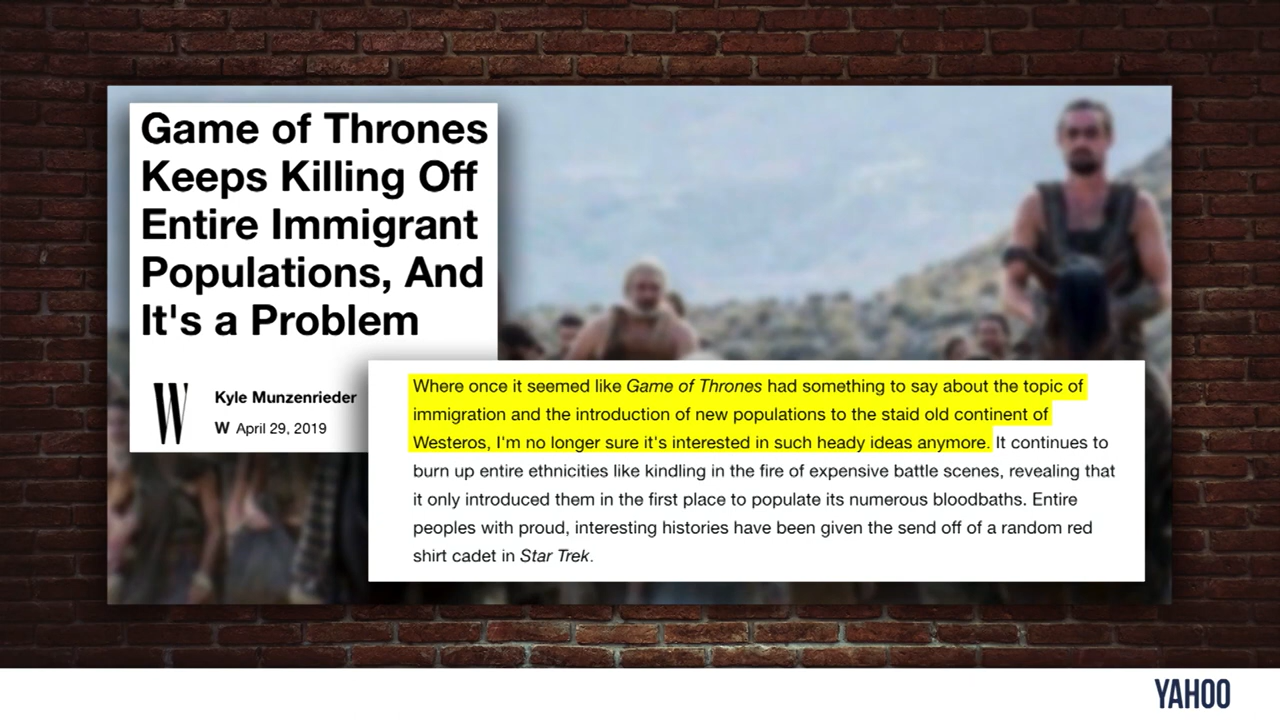 Game of Thrones
Keeps Killing Off
Entire Immigrant
Populations, And
It's a Problem
W
Kyle Munzenrieder
W April 29, 2019
Where once it seemed like Game of Thrones had something to say about the topic of
immigration and the introduction of new populations to the staid old continent of
Westeros, I'm no longer sure it's interested in such heady ideas anymore. It continues to
burn up entire ethnicities like kindling in the fire of expensive battle scenes, revealing that
it only introduced them in the first place to populate its numerous bloodbaths. Entire
peoples with proud, interesting histories have been given the send off of a random red
shirt cadet in Star Trek.
YAHOO